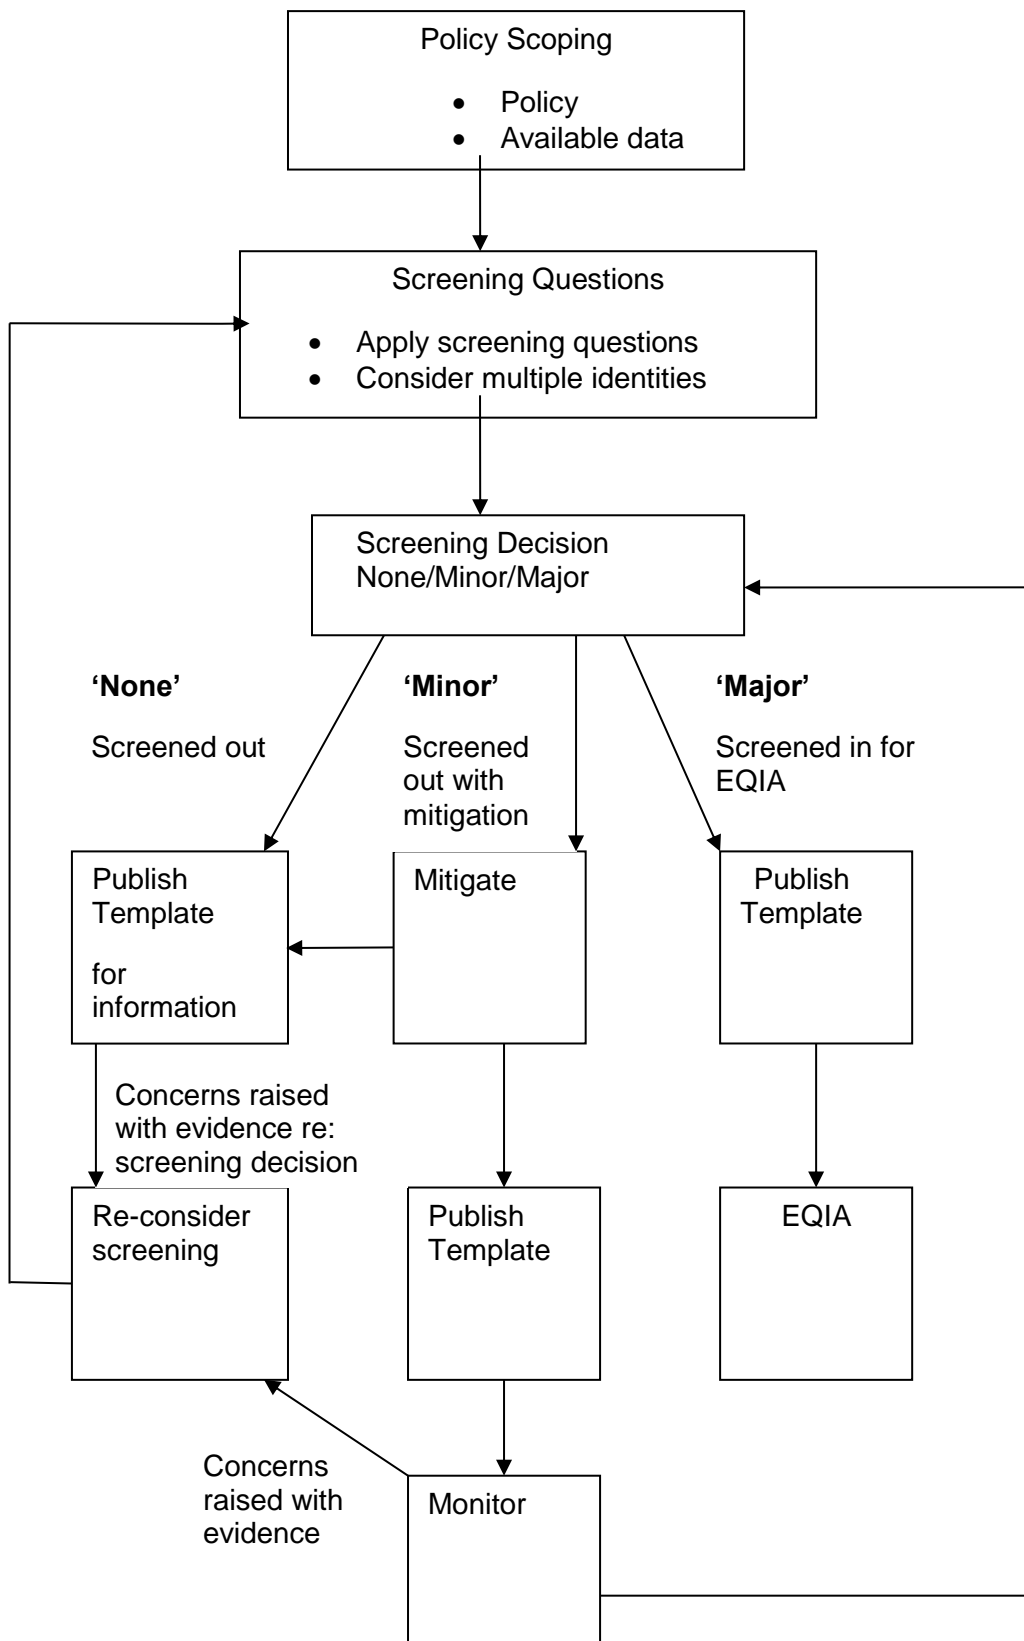 Policy Scoping
• Policy
• Available data
Screening Questions
• Apply screening questions
• Consider multiple identities
Screening Decision
None/Minor/Major
‘None’
Screened out
‘Minor’
Screened
out with
mitigation
‘Major’
Screened in for
EQIA
Publish
Template
for
information
Mitigate
Publish
Template
Concerns raised
with evidence re:
screening decision
Re-consider
screening
Publish
Template
EQIA
Concerns
raised with
evidence
Monitor